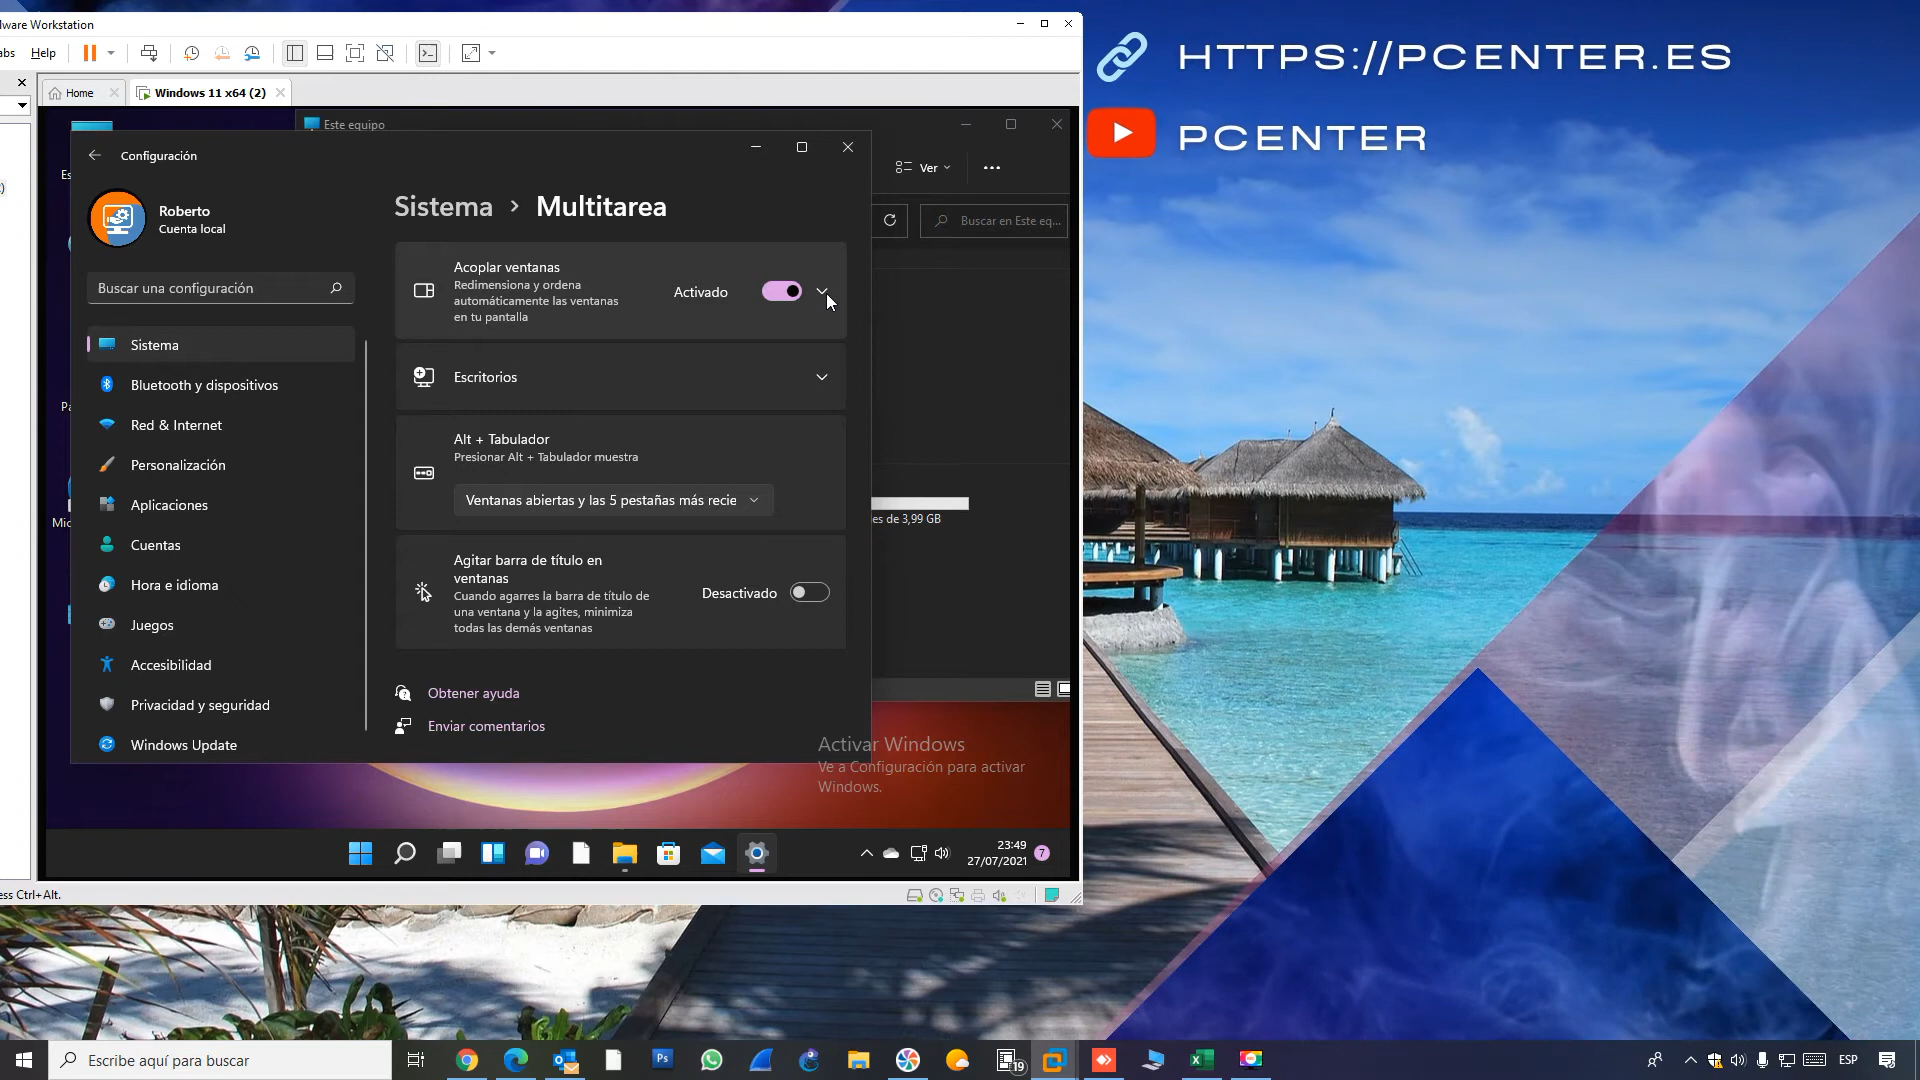 lware Workstation
abs Help
Home
Windows 11 x64 (2)
HTTPS://PCENTER.ES
PCENTER
Este equipo
Configuración
Ver
Buscar en Este eq...
Roberto
Cuenta local
Buscar una configuración
Sistema
Bluetooth y dispositivos
Red & Internet
Personalización
Aplicaciones
Cuentas
Hora e idioma
Juegos
Accesibilidad
Privacidad y seguridad
Windows Update
Sistema > Multitarea
Acoplar ventanas
Redimensiona y ordena
automáticamente las ventanas
en tu pantalla
Activado
Escritorios
Alt + Tabulador
Presionar Alt + Tabulador muestra
Ventanas abiertas y las 5 pestañas más recie
Agitar barra de título en
ventanas
Cuando agarres la barra de título de
una ventana y la agites, minimiza
todas las demás ventanas
Desactivado
Obtener ayuda
Enviar comentarios
es de 3,99 GB
Activar Windows
Ve a Configuración para activar
Windows.
23:49
27/07/2021
7
ess Ctrl+Alt.
Escribe aquí para buscar
Ps
19
ESP